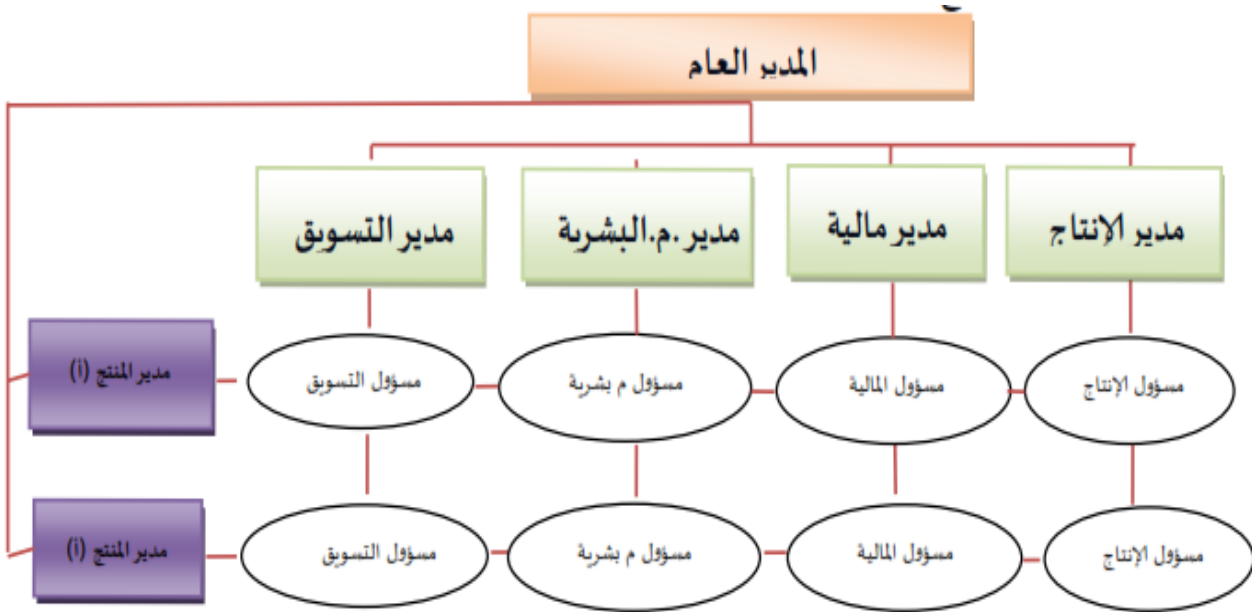 المدير العام
مدير الإنتاج
مدير مالية
مدير .م.البشرية
مدير التسويق
مسؤول الإنتاج
مسؤول المالية
مسؤول م بشرية
مسؤول التسويق
مدير المنتج (أ)
مسؤول الإنتاج
مسؤول المالية
مسؤول م بشرية
مسؤول التسويق
مدير المنتج (أ)